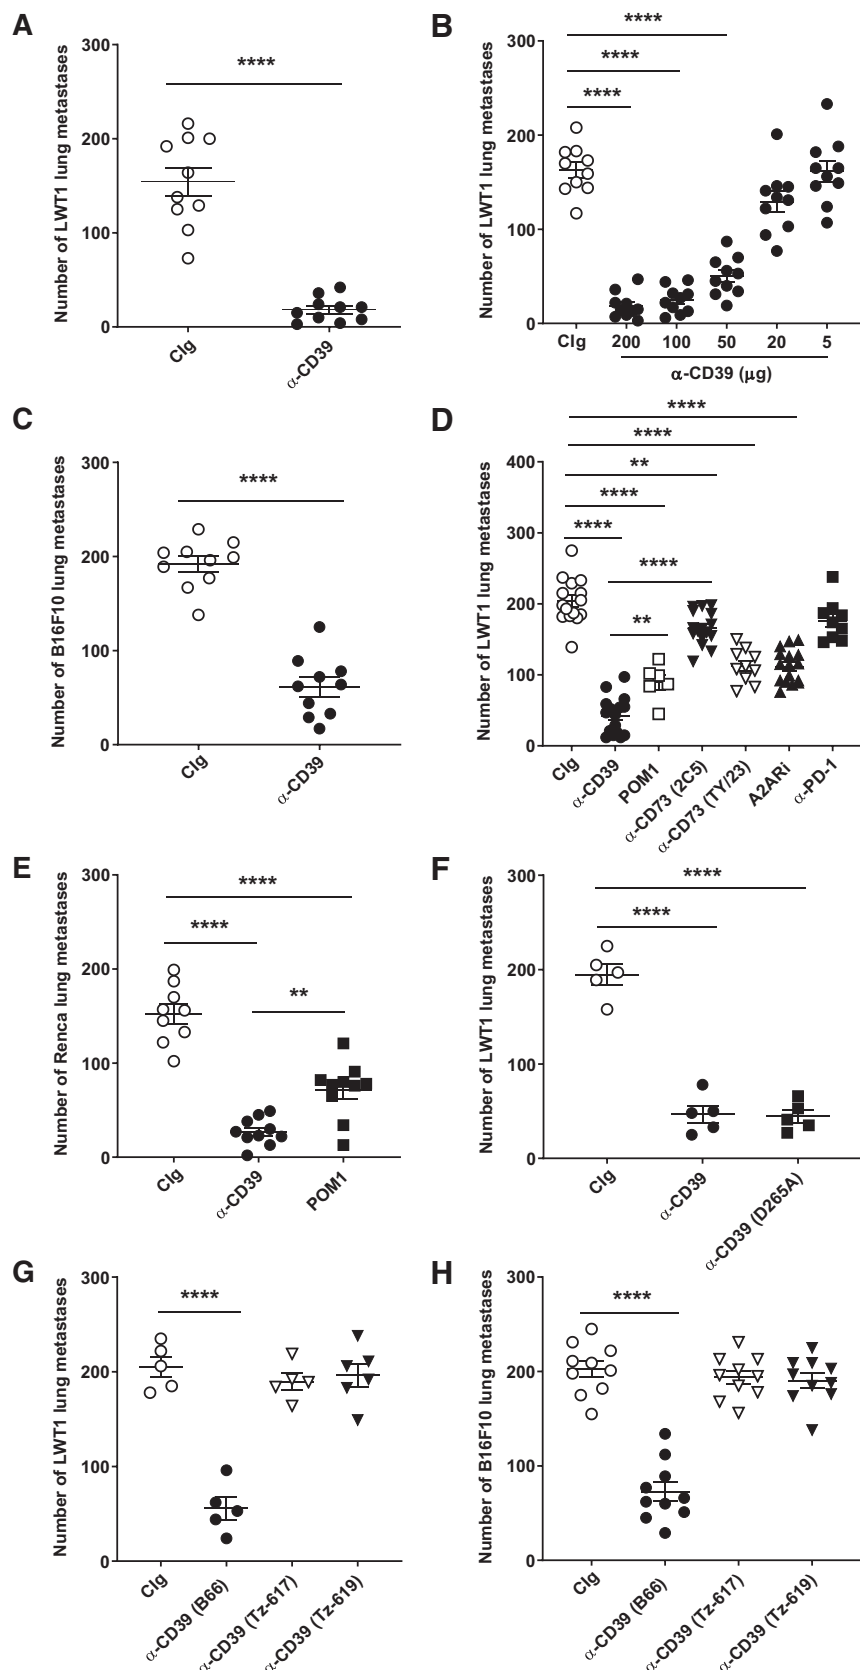 A
Number of LWT1 lung metastases
300
200
100
0
****
CIg
α-CD39
B
Number of LWT1 lung metastases
300
200
100
0
****
****
****
CIg
200
100
50
20
5
α-CD39 (µg)
C
Number of B16F10 lung metastases
300
200
100
0
****
CIg
α-CD39
D
Number of LWT1 lung metastases
400
300
200
100
0
****
****
**
****
****
****
**
CIg
α-CD39
POM1
α-CD73 (2C5)
α-CD73 (TY/23)
A2ARi
α-PD-1
E
Number of Renca lung metastases
300
200
100
0
****
****
**
CIg
α-CD39
POM1
F
Number of LWT1 lung metastases
300
200
100
0
****
****
CIg
α-CD39
α-CD39 (D265A)
G
Number of LWT1 lung metastases
300
200
100
0
****
CIg
α-CD39 (B66)
α-CD39 (Tz-617)
α-CD39 (Tz-619)
H
Number of B16F10 lung metastases
300
200
100
0
****
CIg
α-CD39 (B66)
α-CD39 (Tz-617)
α-CD39 (Tz-619)